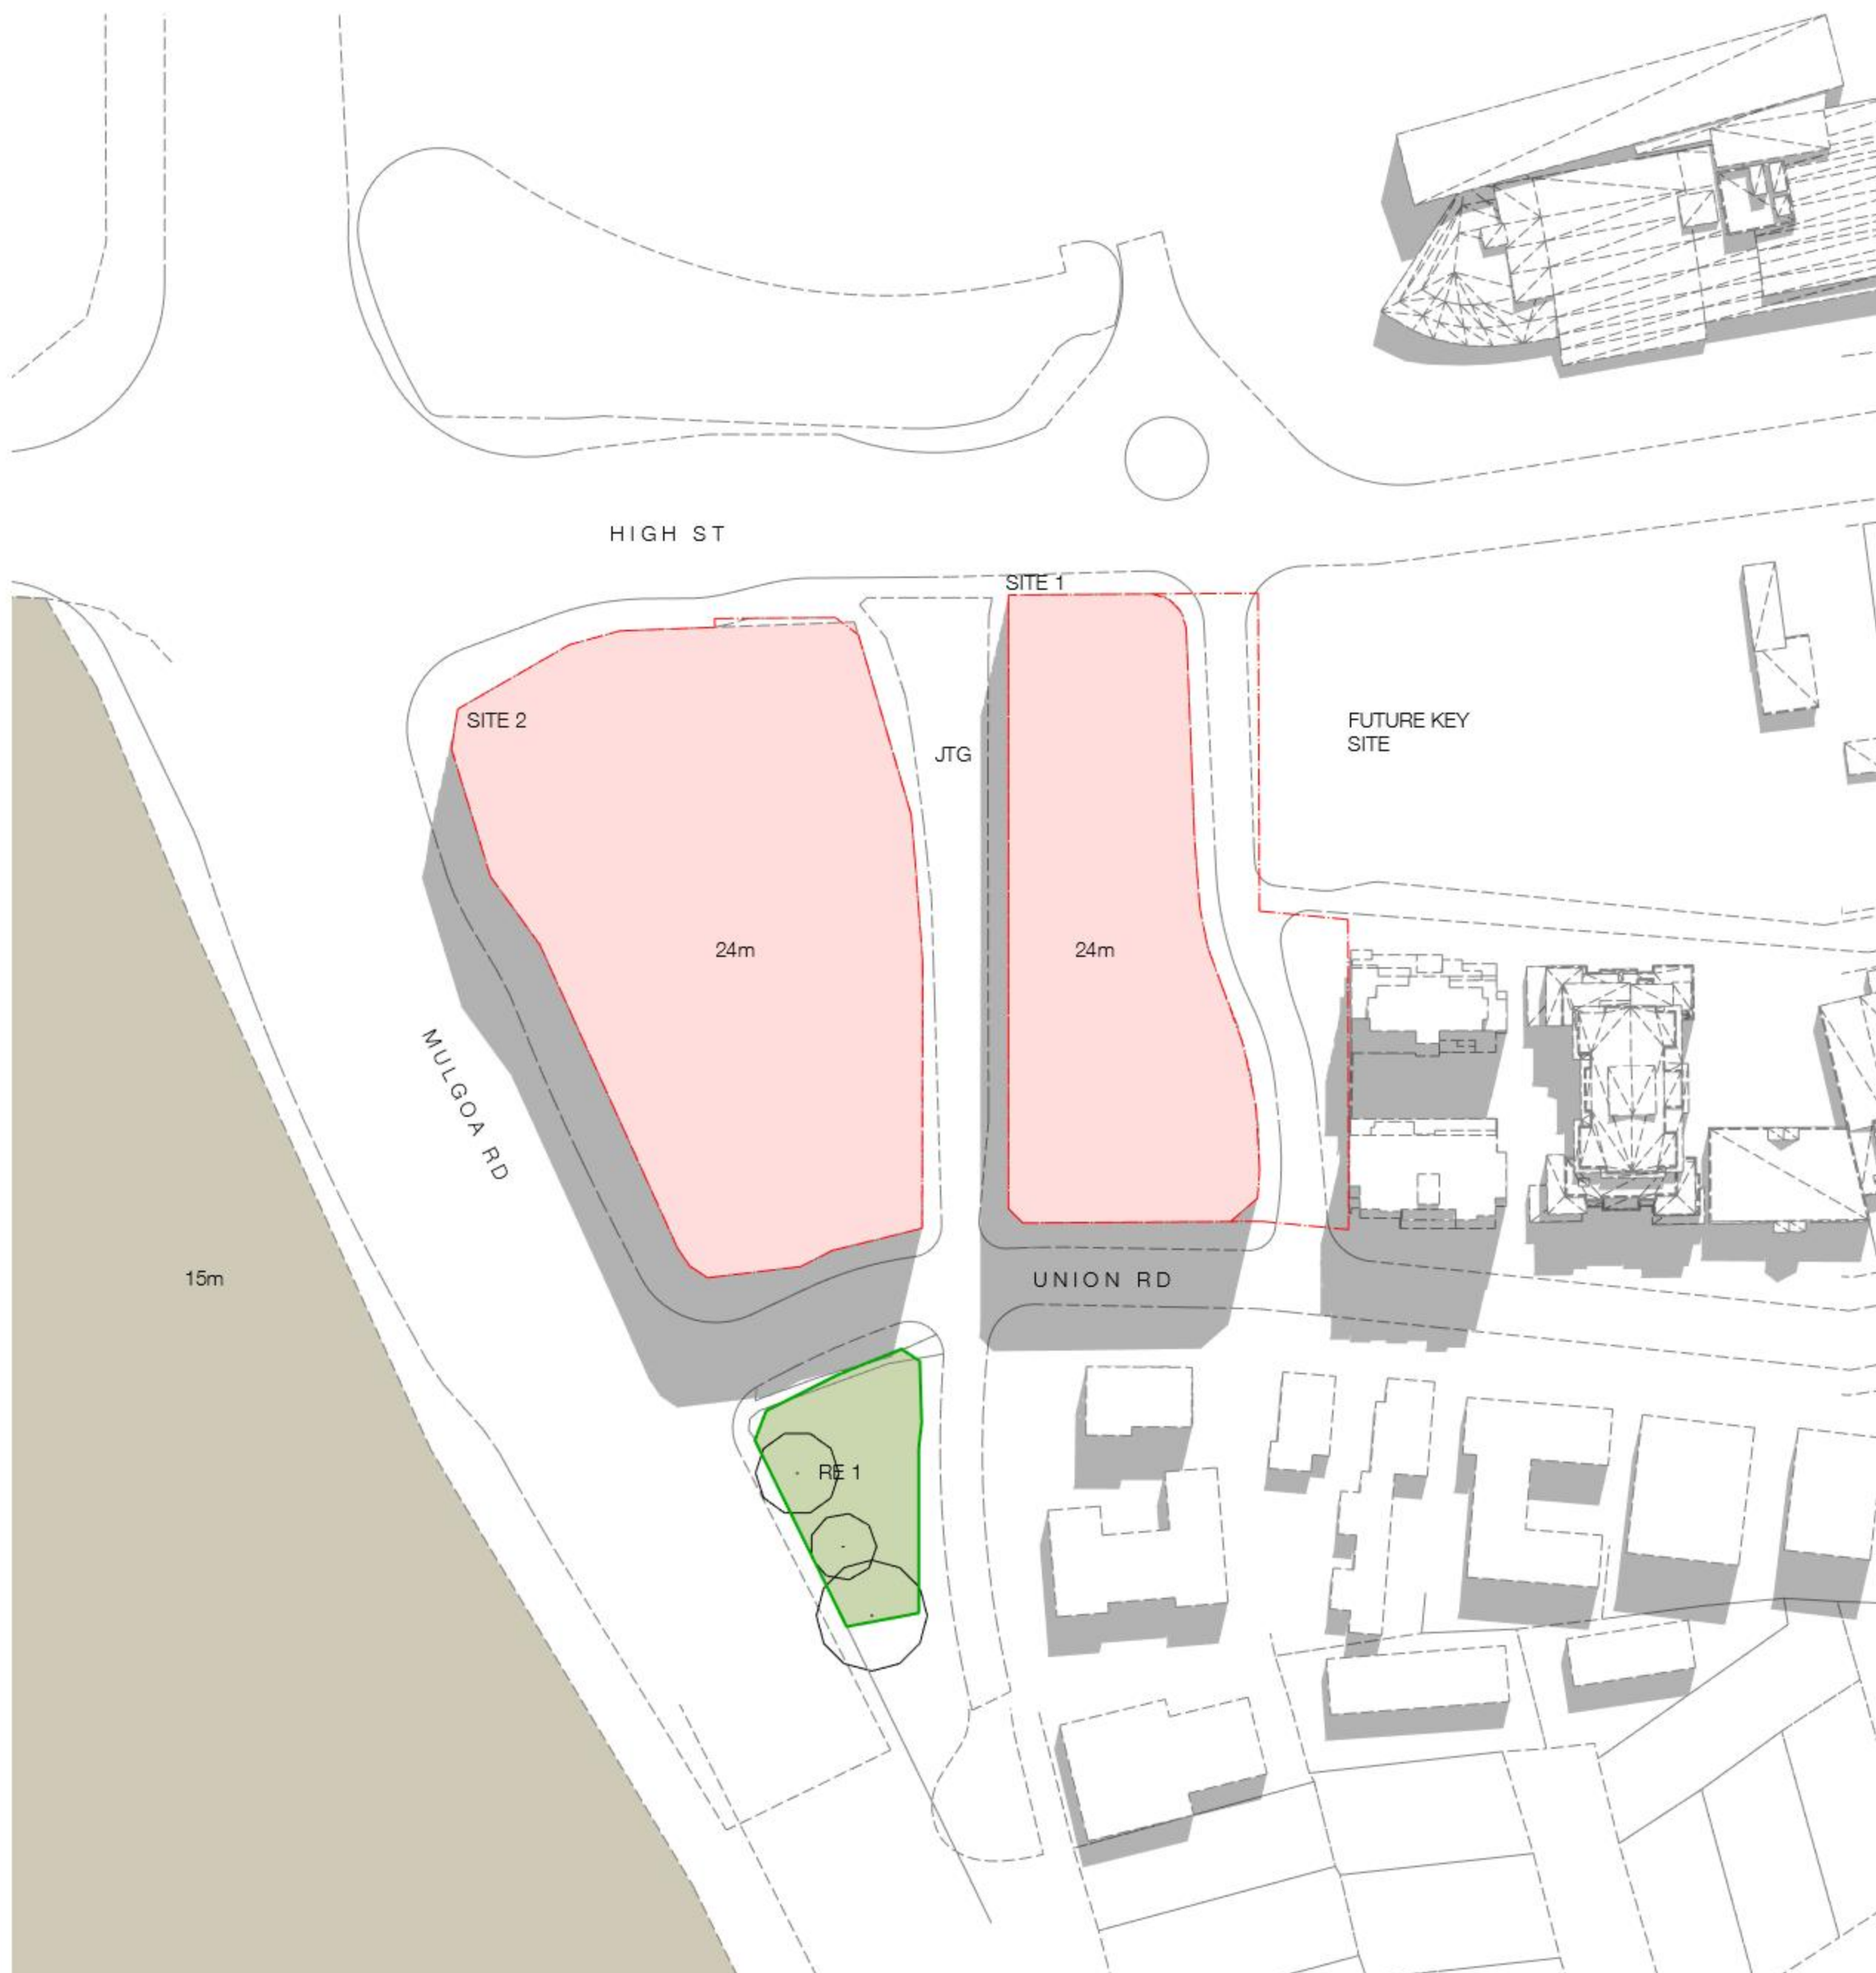 HIGH ST
SITE 1
SITE 2
FUTURE KEY
SITE
JTG
24m
24m
MULGOA RD
15m
UNION RD
RE 1